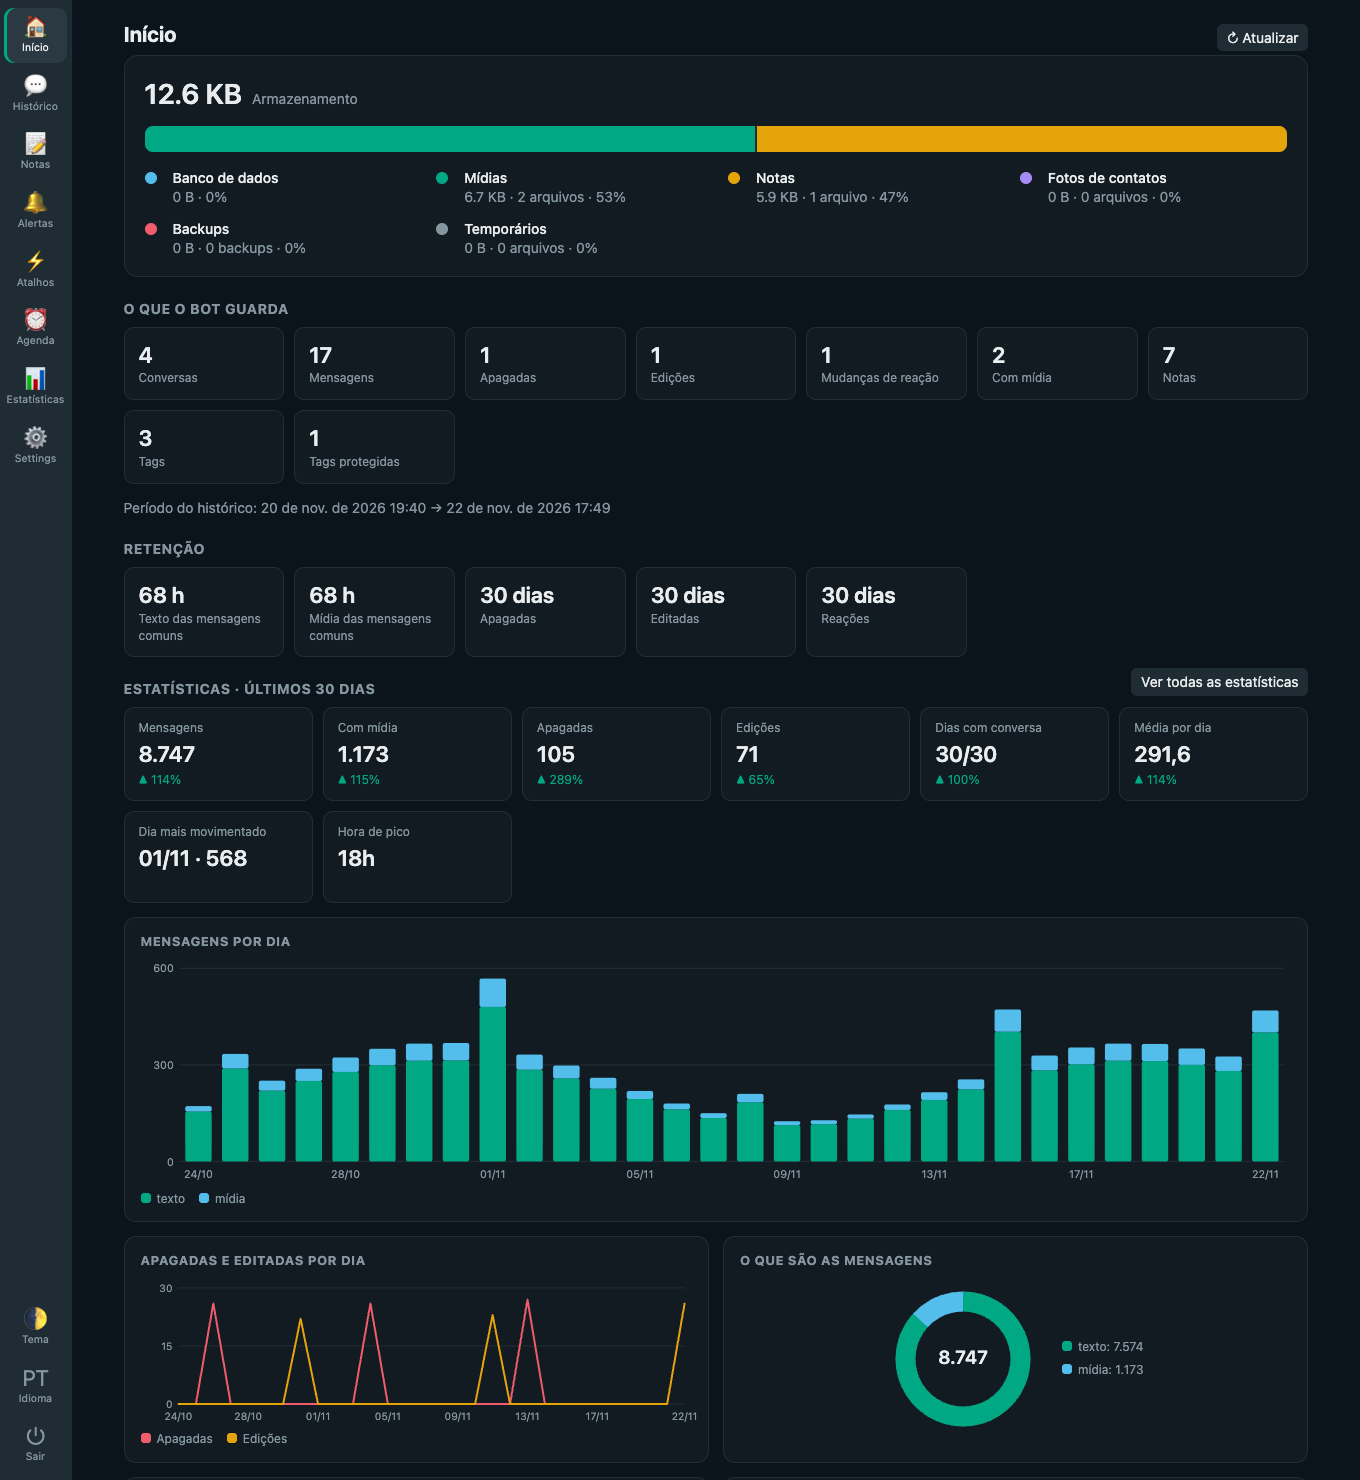 Início
Histórico
Notas
Alertas
Atalhos
Agenda
Estatísticas
Settings
Tema
PT
Idioma
Sair
Início
Atualizar
12.6 KB Armazenamento
Banco de dados
0 B · 0%
Mídias
6.7 KB · 2 arquivos · 53%
Notas
5.9 KB · 1 arquivo · 47%
Fotos de contatos
0 B · 0 arquivos · 0%
Backups
0 B · 0 backups · 0%
Temporários
0 B · 0 arquivos · 0%
O QUE O BOT GUARDA
4
Conversas
17
Mensagens
1
Apagadas
1
Edições
1
Mudanças de reação
2
Com mídia
7
Notas
3
Tags
1
Tags protegidas
Período do histórico: 20 de nov. de 2026 19:40 → 22 de nov. de 2026 17:49
RETENÇÃO
68 h
Texto das mensagens
comuns
68 h
Mídia das mensagens
comuns
30 dias
Apagadas
30 dias
Editadas
30 dias
Reações
ESTATÍSTICAS · ÚLTIMOS 30 DIAS
Ver todas as estatísticas
Mensagens
8.747
▲ 114%
Com mídia
1.173
▲ 115%
Apagadas
105
▲ 289%
Edições
71
▲ 65%
Dias com conversa
30/30
▲ 100%
Média por dia
291,6
▲ 114%
Dia mais movimentado
01/11 · 568
Hora de pico
18h
MENSAGENS POR DIA
600
300
0
24/10 28/10 01/11 05/11 09/11 13/11 17/11 22/11
texto mídia
APAGADAS E EDITADAS POR DIA
30
15
0
24/10 28/10 01/11 05/11 09/11 13/11 17/11 22/11
Apagadas Edições
O QUE SÃO AS MENSAGENS
8.747
texto: 7.574
mídia: 1.173